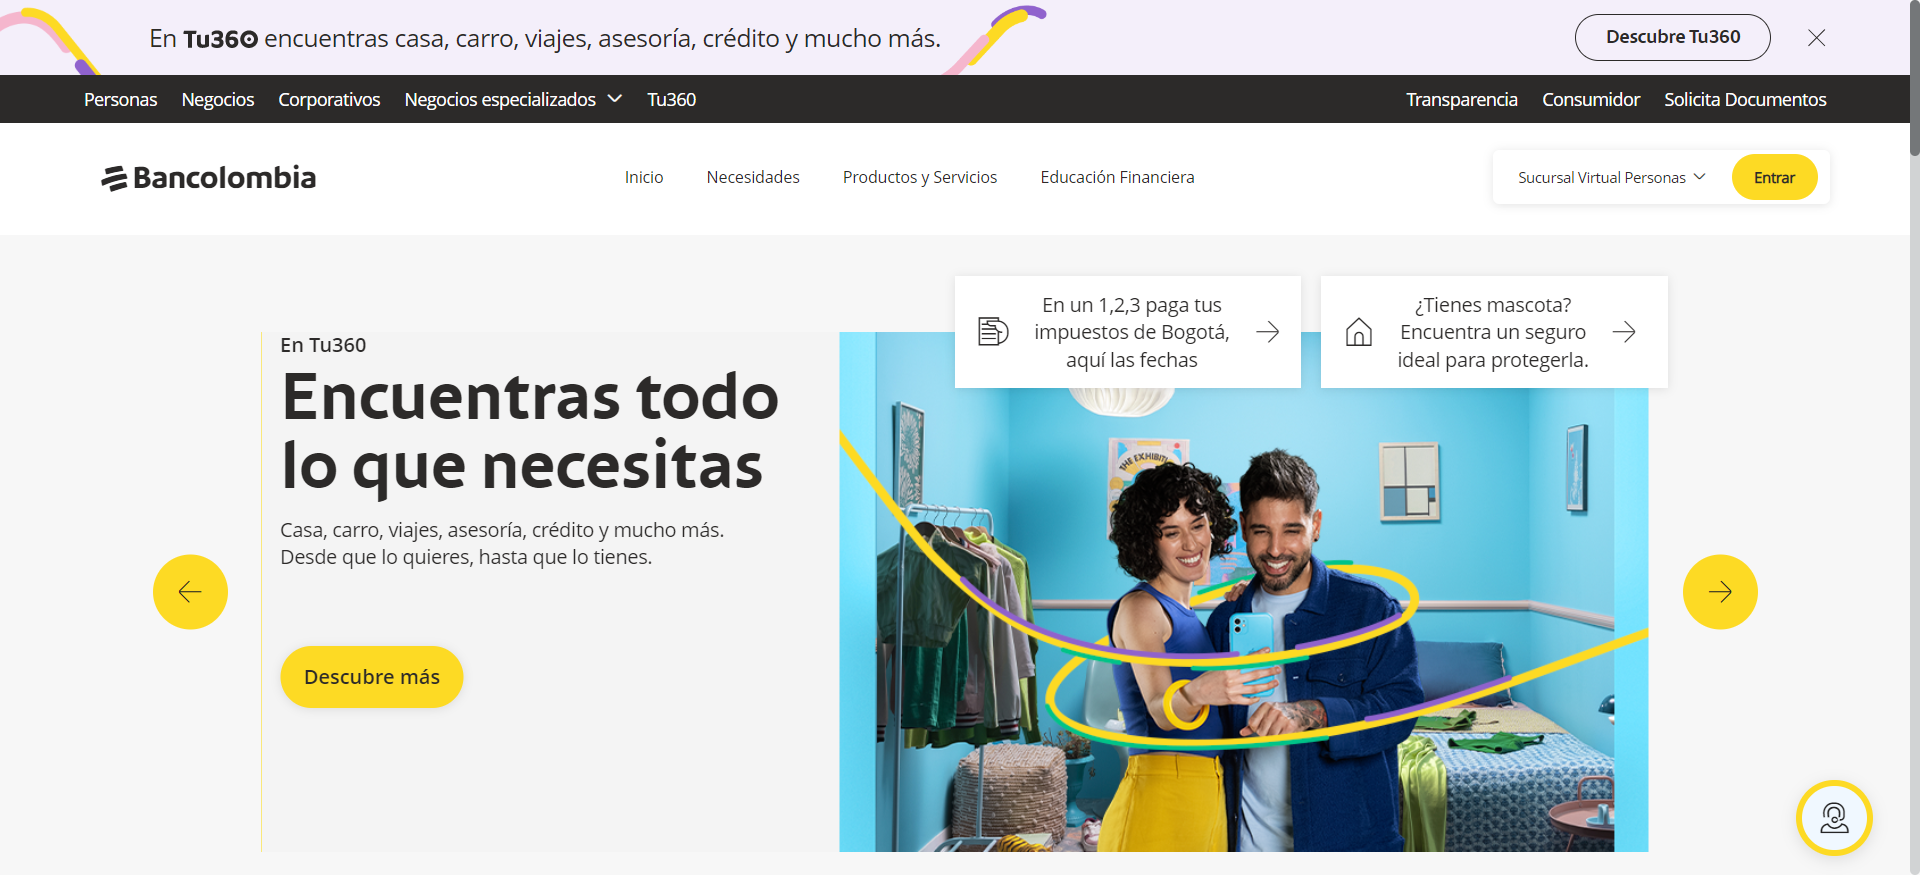 En Tu360 encuentras casa, carro, viajes, asesoría, crédito y mucho más.
Descubre Tu360
Personas Negocios Corporativos Negocios especializados Tu360
Transparencia Consumidor Solicita Documentos
Bancolombia
Inicio Necesidades Productos y Servicios Educación Financiera
Sucursal Virtual Personas
Entrar
En un 1,2,3 paga tus
impuestos de Bogotá,
aquí las fechas
¿Tienes mascota?
Encuentra un seguro
ideal para protegerla.
En Tu360
Encuentras todo
lo que necesitas
Casa, carro, viajes, asesoría, crédito y mucho más.
Desde que lo quieres, hasta que lo tienes.
Descubre más
THE EXHIBITI